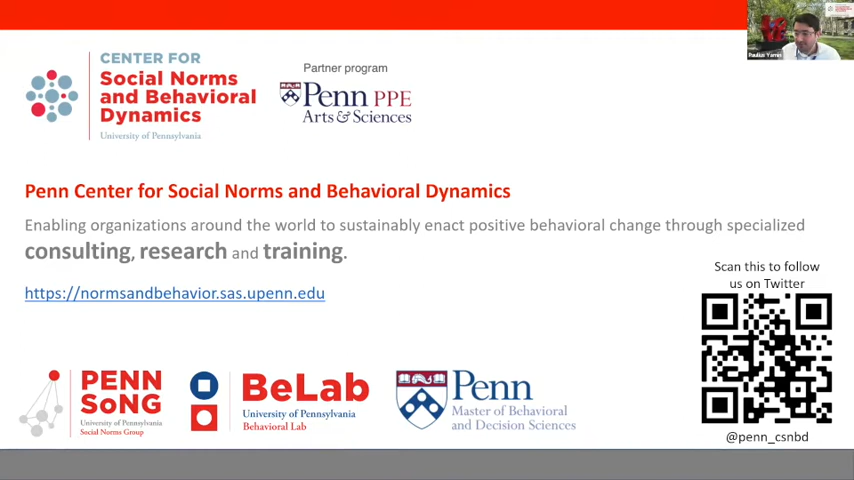 CENTER FOR
Social Norms
and Behavioral
Dynamics
University of Pennsylvania
Partner program
Penn PPE
Arts & Sciences
Penn Center for Social Norms and Behavioral Dynamics
Enabling organizations around the world to sustainably enact positive behavioral change through specialized
consulting, research and training.
https://normsandbehavior.sas.upenn.edu
Scan this to follow
us on Twitter
@penn_csnbd
PENN
SoNG
University of Pennsylvania
Social Norms Group
BeLab
University of Pennsylvania
Behavioral Lab
Penn
Master of Behavioral
and Decision Sciences